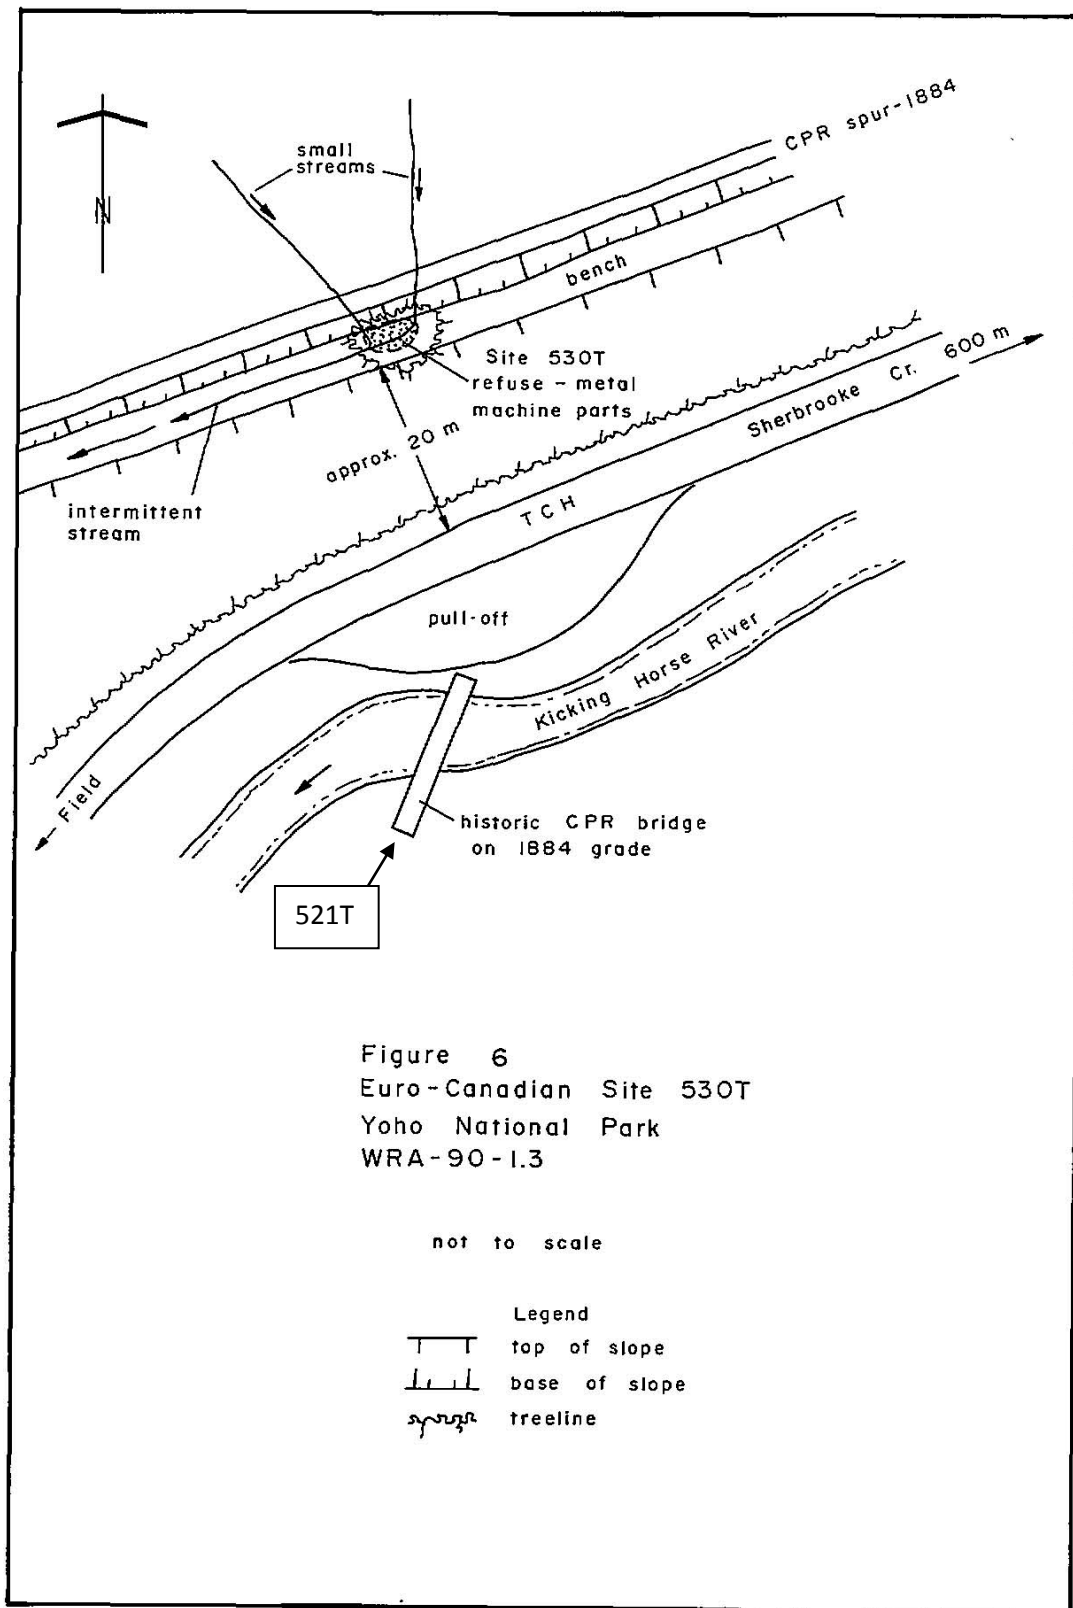 CPR spur-1884
small
streams
N
bench
Site 530T
refuse - metal
machine parts
approx. 20 m
Sherbrooke Cr. 600 m
intermittent
stream
TCH
pull-off
Kicking Horse River
Field
historic CPR bridge
on 1884 grade
521T
Figure 6
Euro-Canadian Site 530T
Yoho National Park
WRA-90-1.3
not to scale
Legend
top of slope
base of slope
treeline